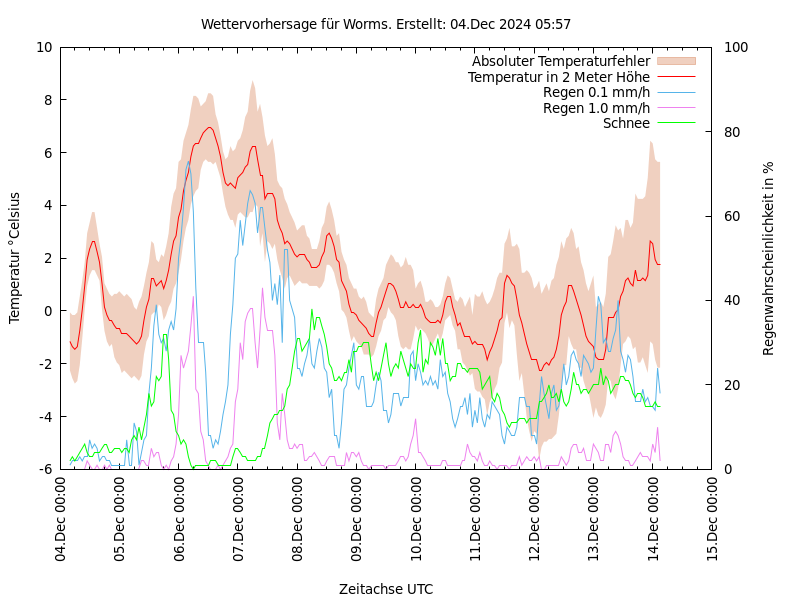 Wettervorhersage für Worms. Erstellt: 04.Dec 2024 05:57
10
8
6
4
2
0
-2
-4
-6
100
80
60
40
20
0
Temperatur °Celsius
Regenwahrscheinlichkeit in %
Absoluter Temperaturfehler
Temperatur in 2 Meter Höhe
Regen 0.1 mm/h
Regen 1.0 mm/h
Schnee
04.Dec 00:00
05.Dec 00:00
06.Dec 00:00
07.Dec 00:00
08.Dec 00:00
09.Dec 00:00
10.Dec 00:00
11.Dec 00:00
12.Dec 00:00
13.Dec 00:00
14.Dec 00:00
15.Dec 00:00
Zeitachse UTC